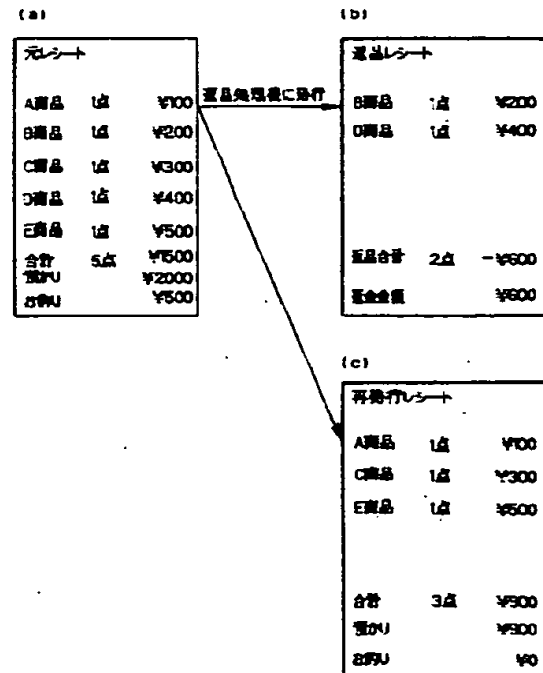 (a)
元レシート
A商品 1点 ¥100
B商品 1点 ¥200
C商品 1点 ¥300
D商品 1点 ¥400
E商品 1点 ¥500
合計 5点 ¥1500
預かり ¥2000
お釣り ¥500
返品処理後に発行
(b)
返品レシート
B商品 1点 ¥200
D商品 1点 ¥400
返品合計 2点 -¥600
返金金額 ¥600
(c)
再発行レシート
A商品 1点 ¥100
C商品 1点 ¥300
E商品 1点 ¥500
合計 3点 ¥900
預かり ¥900
お釣り ¥0